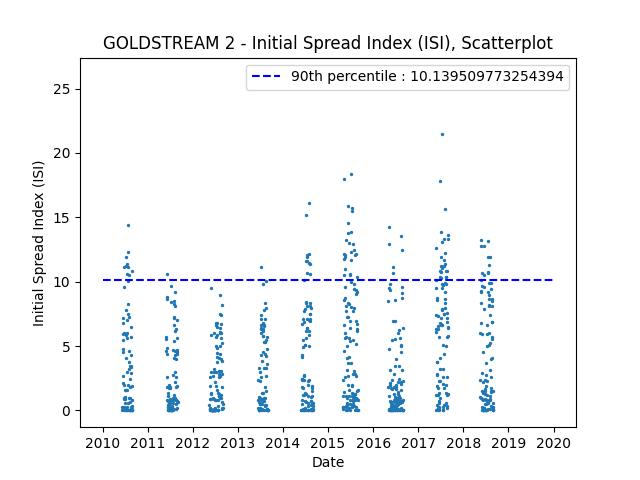 GOLDSTREAM 2 - Initial Spread Index (ISI), Scatterplot
90th percentile : 10.139509773254394
Initial Spread Index (ISI)
25
20
15
10
5
0
2010 2011 2012 2013 2014 2015 2016 2017 2018 2019 2020
Date